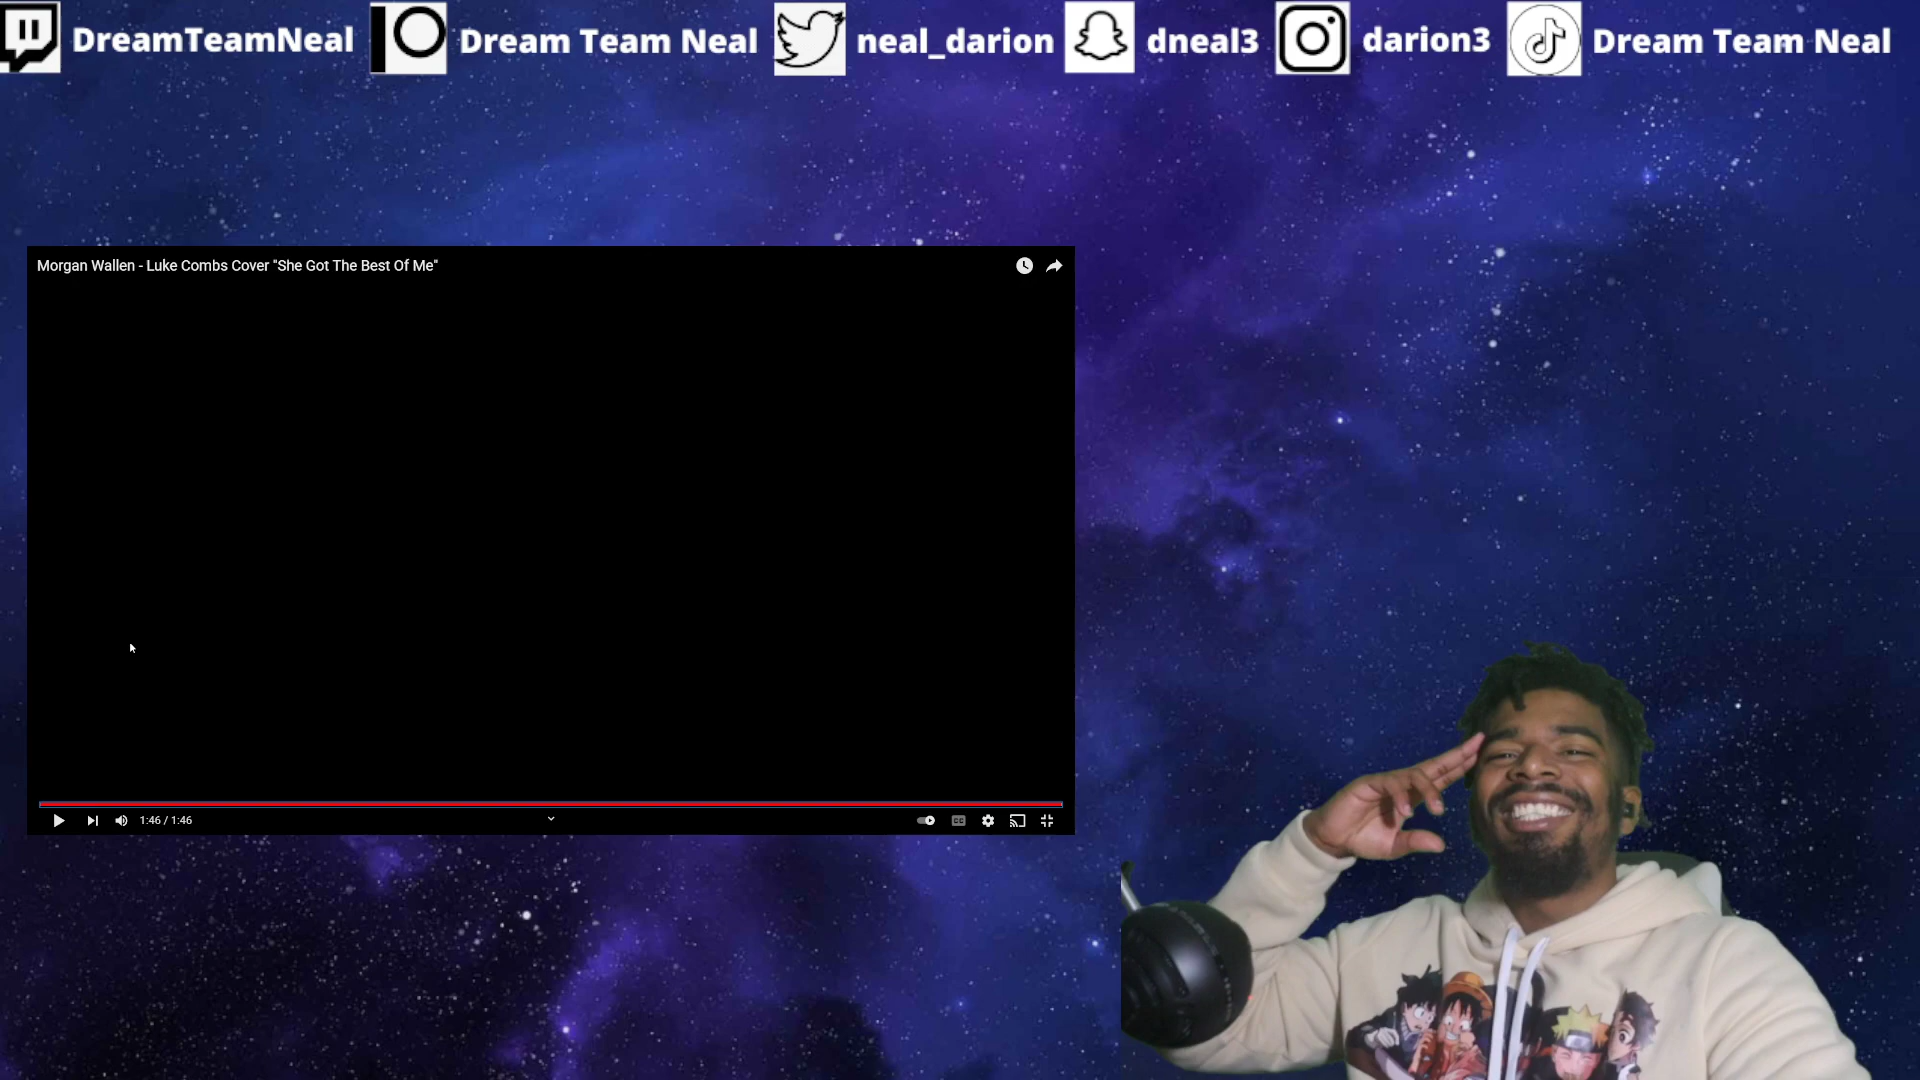 DreamTeamNeal Dream Team Neal neal_darion dneal3 darion3 Dream Team Neal
Morgan Wallen - Luke Combs Cover "She Got The Best Of Me"
1:46 / 1:46
CC